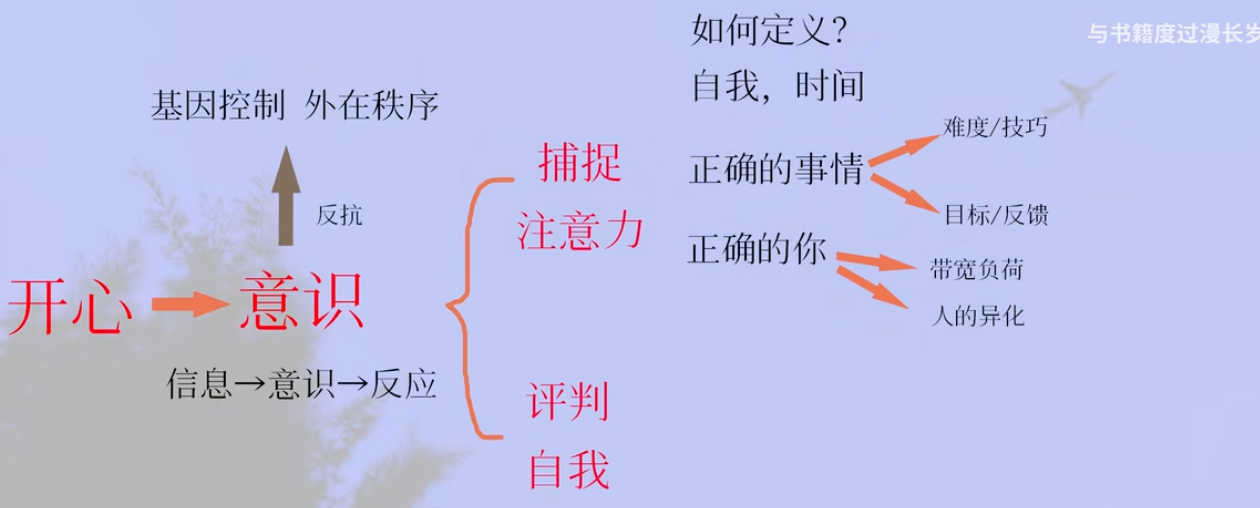 如何定义？
与书籍度过漫长岁
自我，时间
基因控制 外在秩序
难度/技巧
捕捉
正确的事情
反抗
注意力
目标/反馈
正确的你
带宽负荷
开心
意识
人的异化
信息→意识→反应
评判
自我